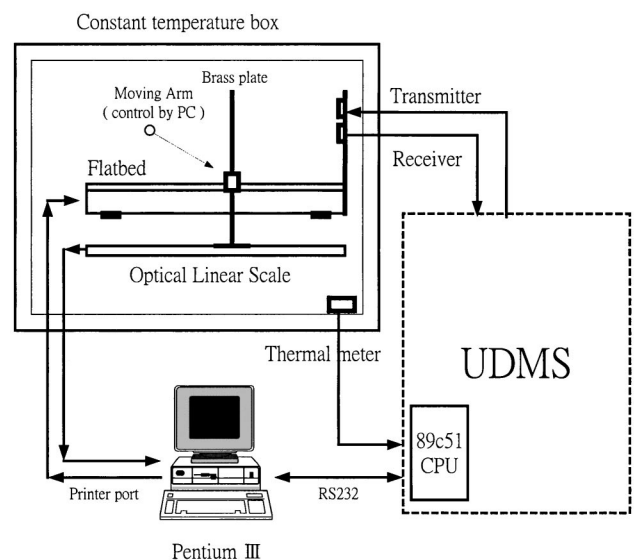 Constant temperature box
Brass plate
Moving Arm
( control by PC )
Transmitter
Receiver
Flatbed
Optical Linear Scale
Thermal meter
UDMS
89c51
CPU
Printer port
RS232
Pentium III